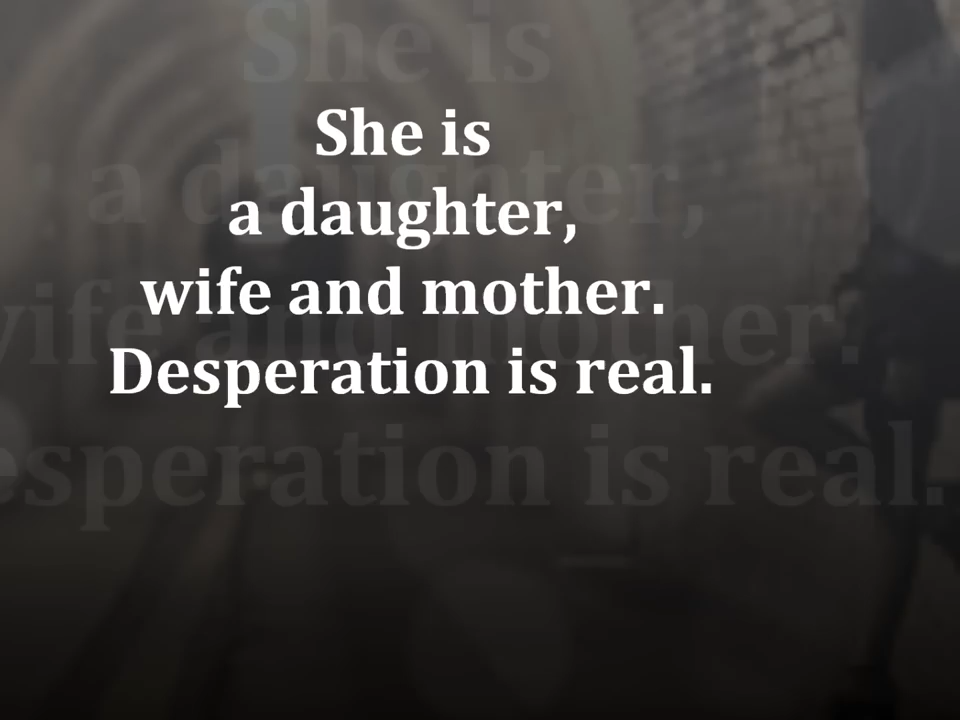 She is
a daughter,
wife and mother.
Desperation is real.